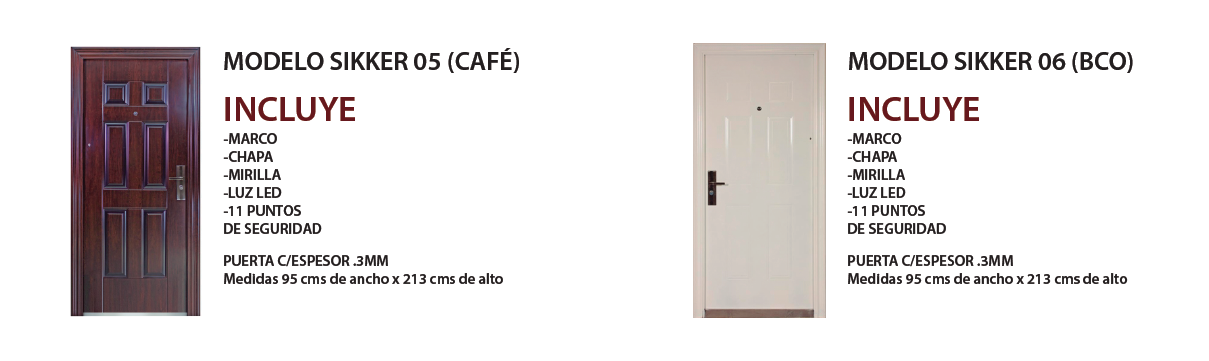 MODELO SIKKER 05 (CAFÉ)
INCLUYE
-MARCO
-CHAPA
-MIRILLA
-LUZ LED
-11 PUNTOS
DE SEGURIDAD
PUERTA C/ESPESOR .3MM
Medidas 95 cms de ancho x 213 cms de alto
MODELO SIKKER 06 (BCO)
INCLUYE
-MARCO
-CHAPA
-MIRILLA
-LUZ LED
-11 PUNTOS
DE SEGURIDAD
PUERTA C/ESPESOR .3MM
Medidas 95 cms de ancho x 213 cms de alto